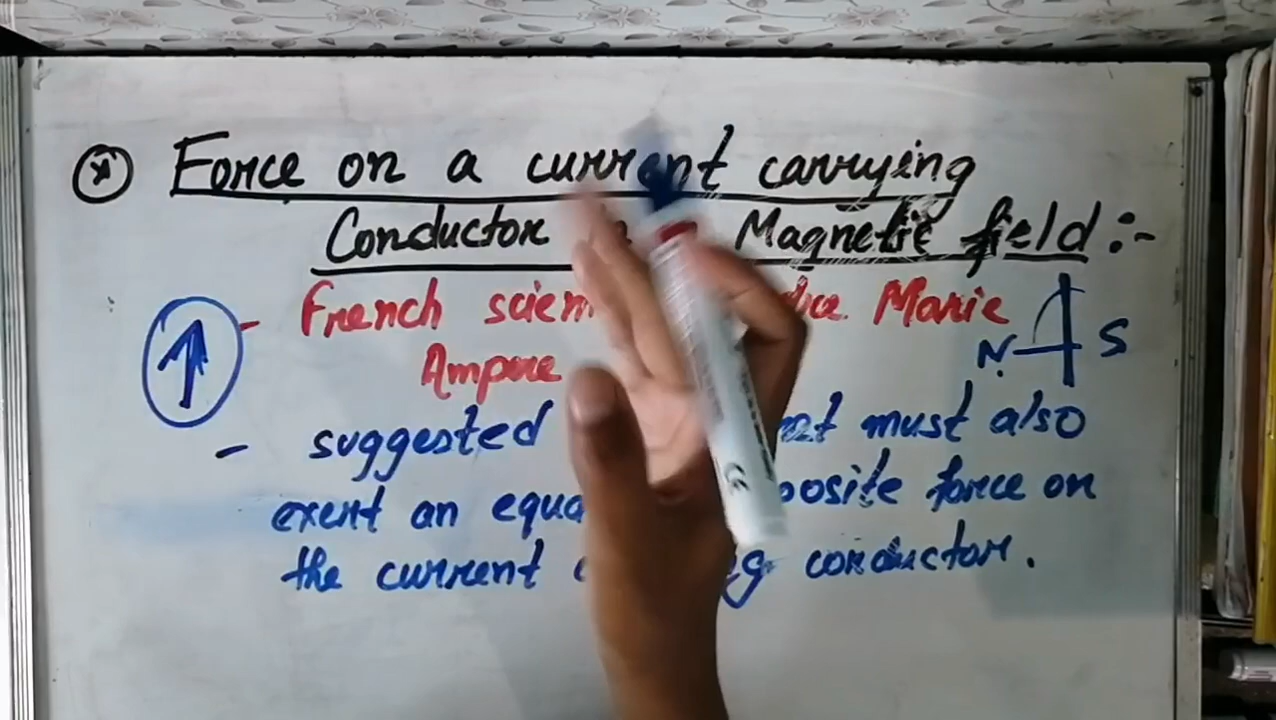 Force on a current carrying
Conductor Magnetic field :-
- French Marie
Ampere
N S
- suggested must also
exert an force on
the current conductor.